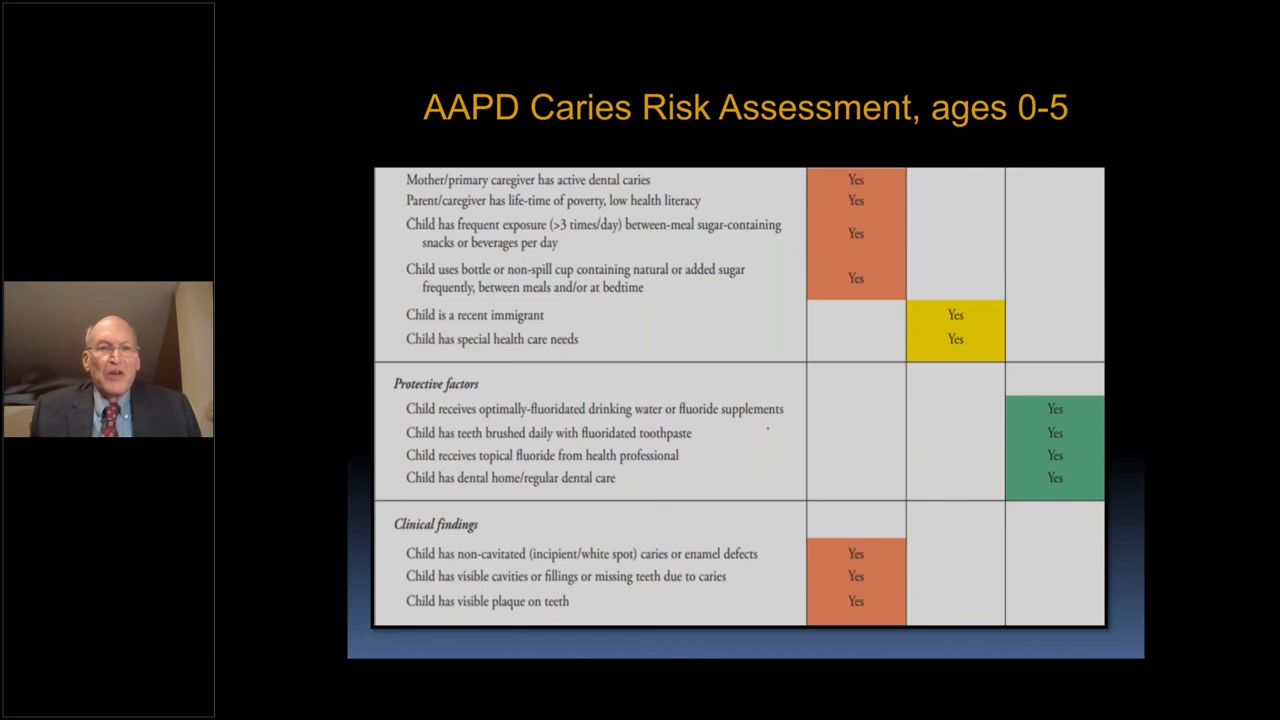 AAPD Caries Risk Assessment, ages 0-5
Mother/primary caregiver has active dental caries Yes
Parent/caregiver has life-time of poverty, low health literacy Yes
Child has frequent exposure (>3 times/day) between-meal sugar-containing
snacks or beverages per day Yes
Child uses bottle or non-spill cup containing natural or added sugar
frequently, between meals and/or at bedtime Yes
Child is a recent immigrant Yes
Child has special health care needs Yes
Protective factors
Child receives optimally-fluoridated drinking water or fluoride supplements Yes
Child has teeth brushed daily with fluoridated toothpaste Yes
Child receives topical fluoride from health professional Yes
Child has dental home/regular dental care Yes
Clinical findings
Child has non-cavitated (incipient/white spot) caries or enamel defects Yes
Child has visible cavities or fillings or missing teeth due to caries Yes
Child has visible plaque on teeth Yes